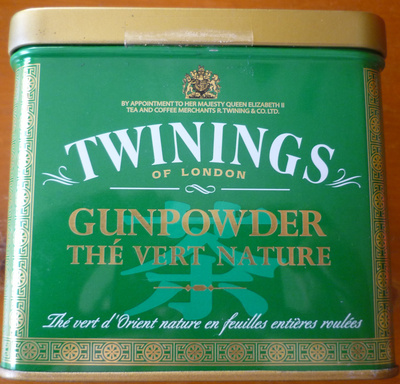 BY APPOINTMENT TO HER MAJESTY QUEEN ELIZABETH II
TEA AND COFFEE MERCHANTS R. TWINING & CO. LTD.
TWININGS
OF LONDON
GUNPOWDER
THÉ VERT NATURE
茶
Thé vert d'Orient nature en feuilles entières roulées